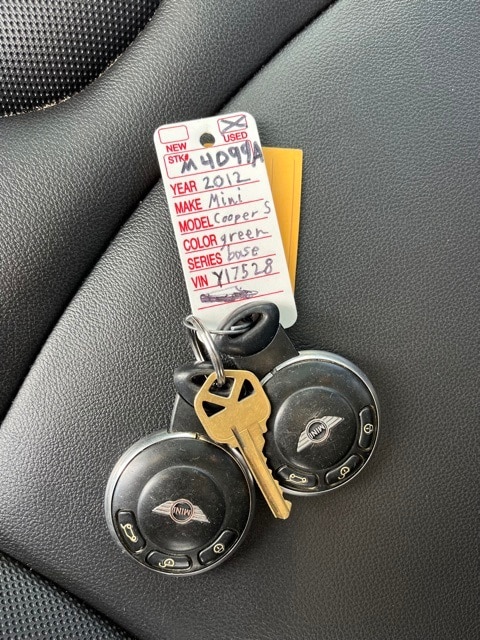 NEW USED
STK# M4099A
YEAR 2012
MAKE Mini
MODEL Cooper S
COLOR green
SERIES base
VIN Y17528
MINI
MINI